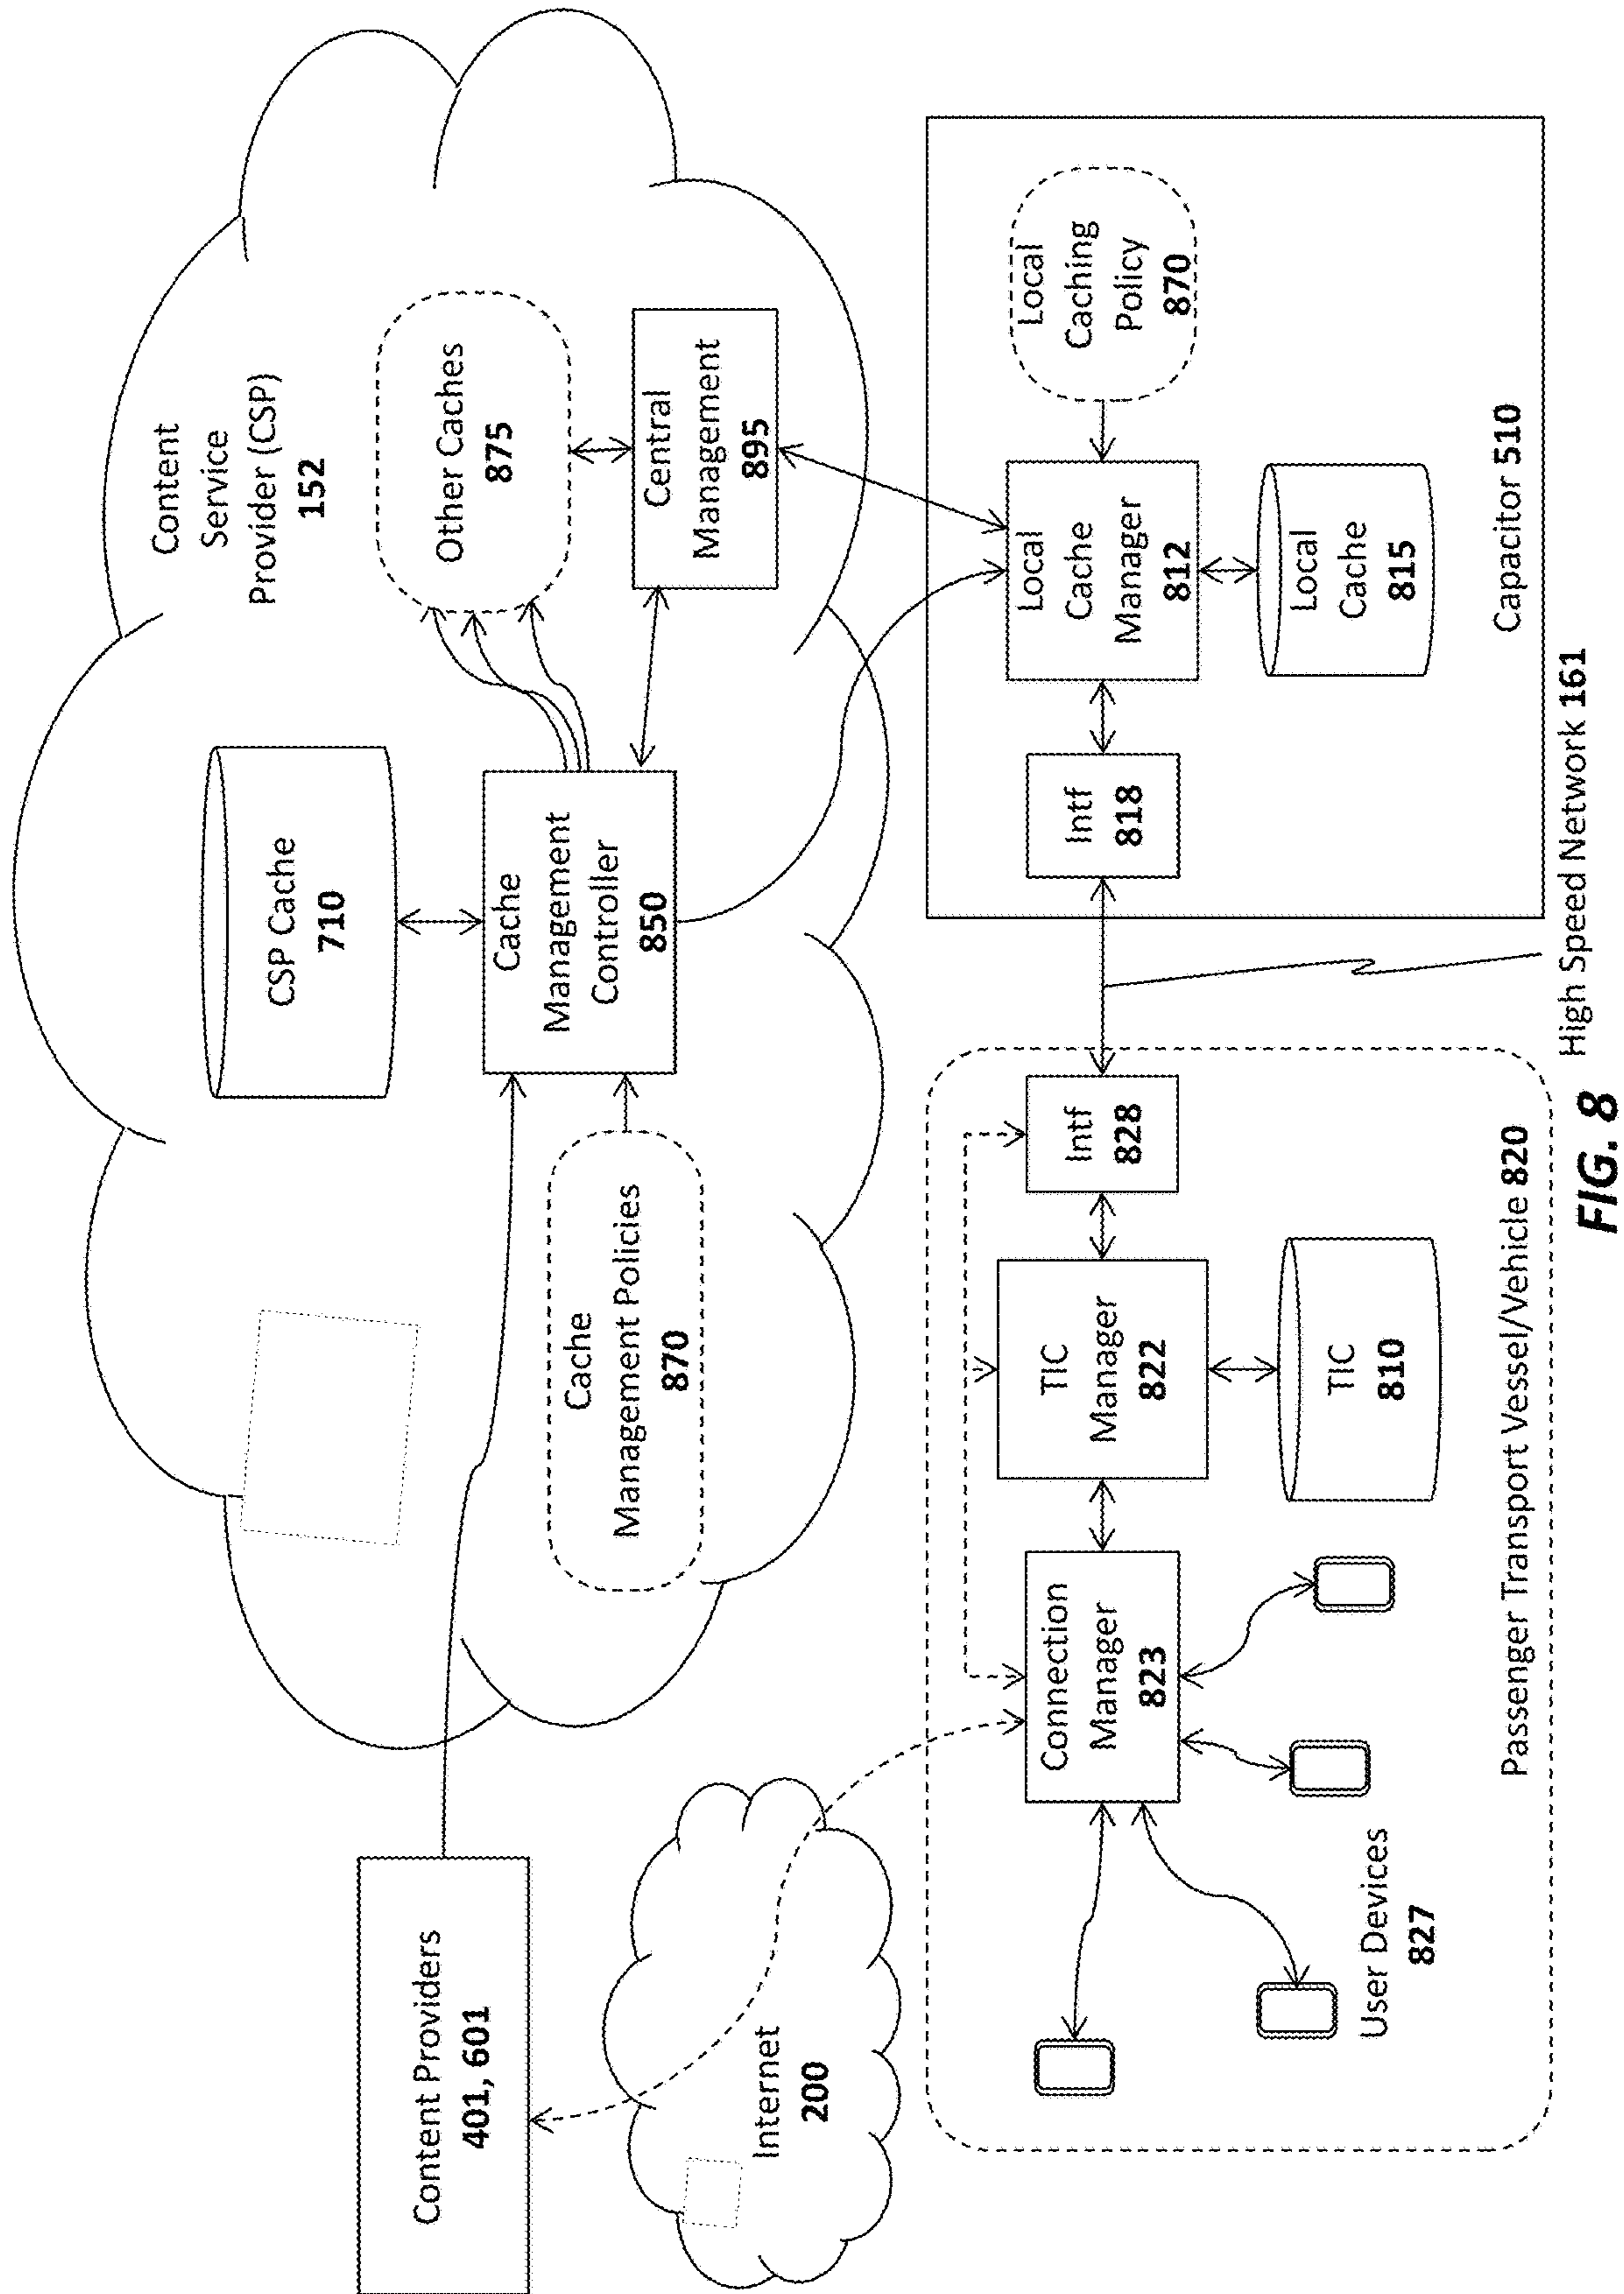 Content
Service
Provider (CSP)
152
CSP Cache
710
Other Caches
875
Cache
Management
Controller
850
Central
Management
895
Cache
Management Policies
870
Content Providers
401, 601
Internet
200
Connection
Manager
823
TIC
Manager
822
Intf
828
TIC
810
User Devices
827
Passenger Transport Vessel/Vehicle 820
Intf
818
Local
Cache
Manager
812
Local
Caching
Policy
870
Local
Cache
815
Capacitor 510
High Speed Network 161
FIG. 8